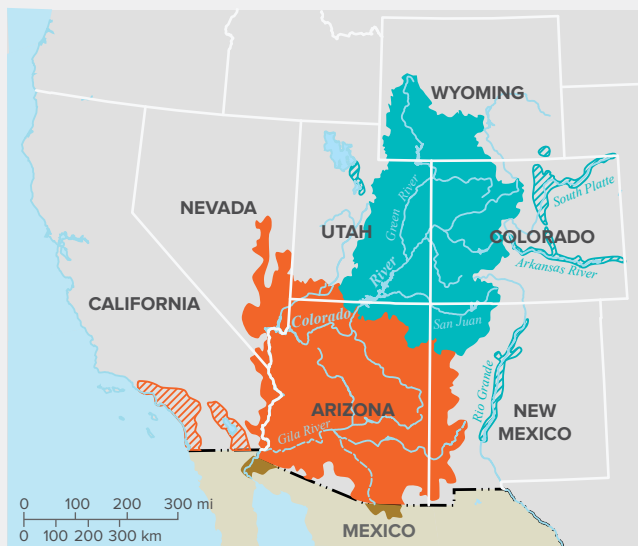 WYOMING
Green River
South Platte
NEVADA
UTAH
COLORADO
Arkansas River
River
CALIFORNIA
Colorado
San Juan
Rio Grande
ARIZONA
NEW
MEXICO
Gila River
0 100 200 300 mi
0 100 200 300 km
MEXICO